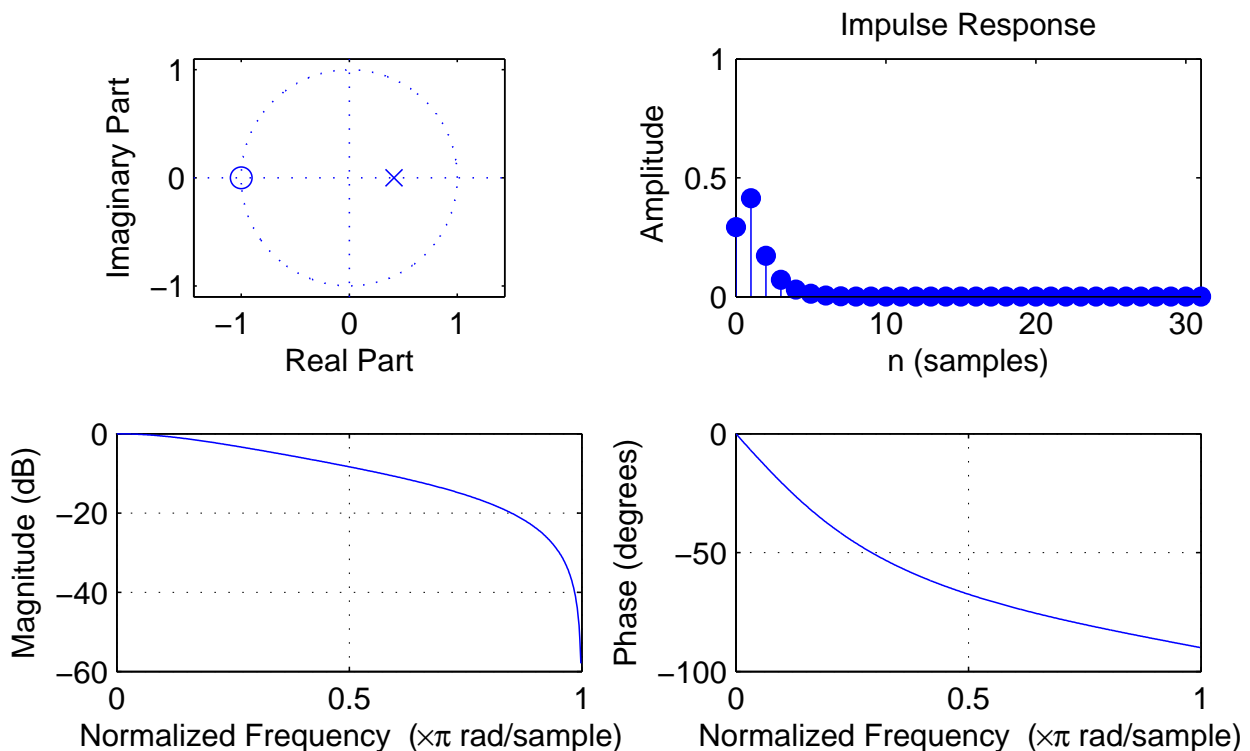 1
0
−1
−1
0
1
Imaginary Part
Real Part
Impulse Response
1
0.5
0
0
10
20
30
Amplitude
n (samples)
0
−20
−40
−60
0
0.5
1
Magnitude (dB)
Normalized Frequency (×π rad/sample)
0
−50
−100
0
0.5
1
Phase (degrees)
Normalized Frequency (×π rad/sample)